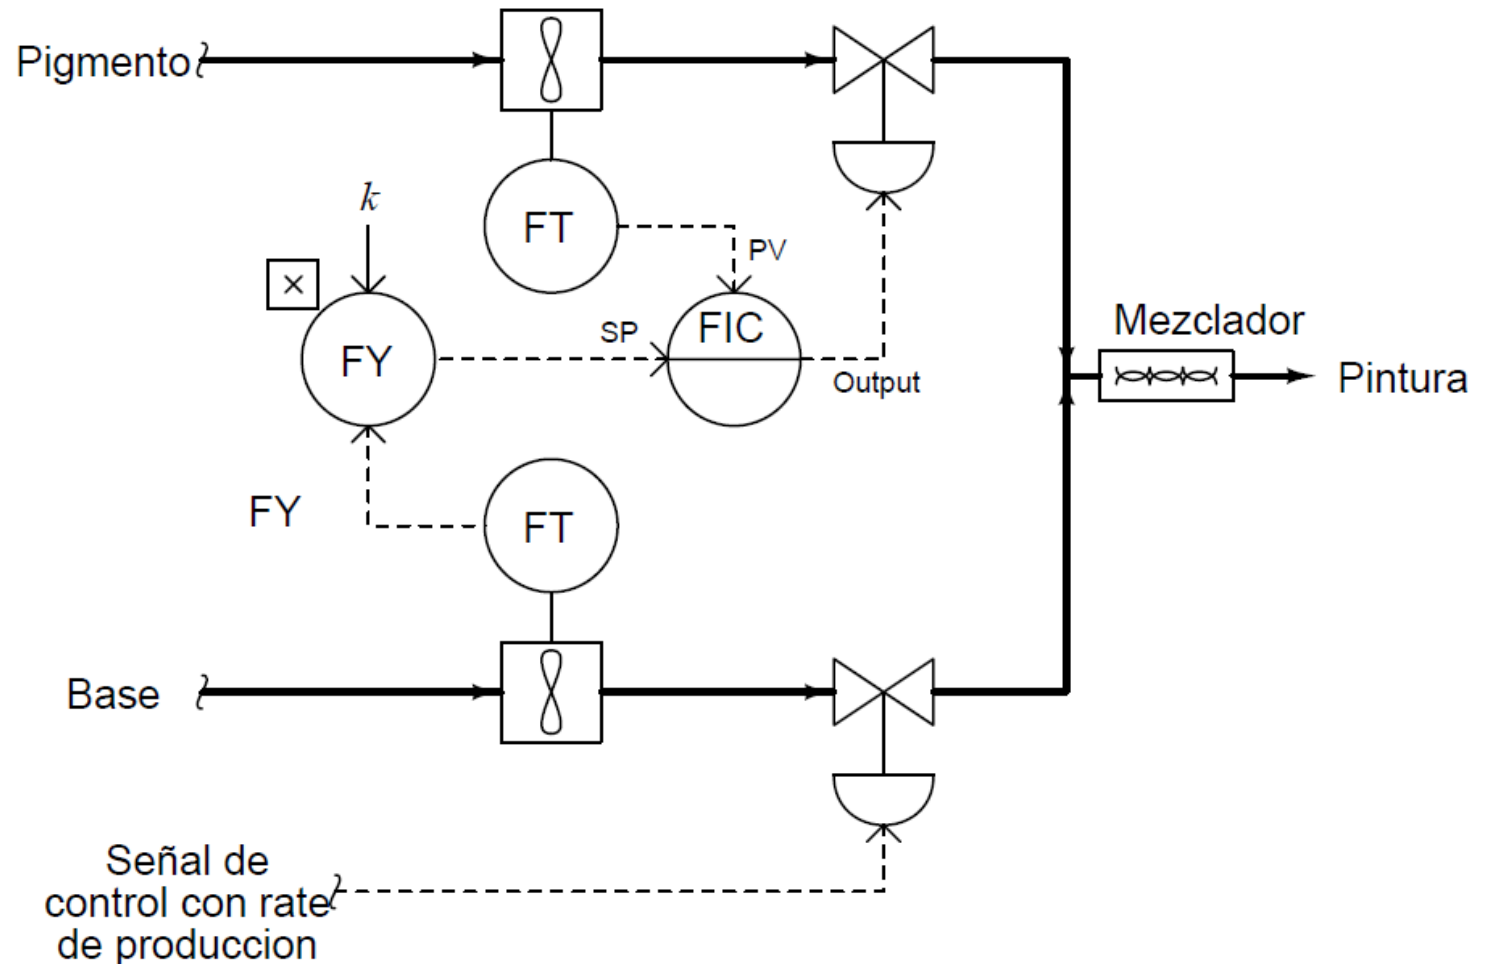 Pigmento
k
FT
PV
×
FY
SP
FIC
Output
Mezclador
Pintura
FY
FT
Base
Señal de
control con rate
de produccion